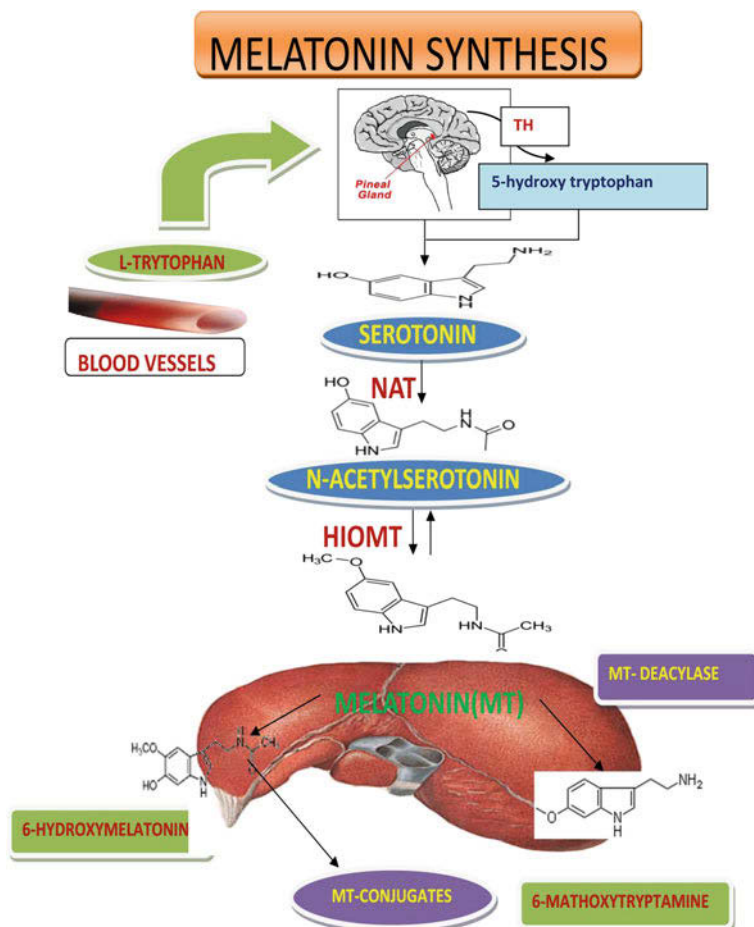 MELATONIN SYNTHESIS
TH
Pineal
Gland
5-hydroxy tryptophan
L-TRYTOPHAN
BLOOD VESSELS
NH₂
HO
N
H
SEROTONIN
NAT
HO
H
N
O
HN
N-ACETYLSEROTONIN
HIOMT
H₃C
O
HN
CH₃
HN
O
MT- DEACYLASE
MELATONIN(MT)
H
N
CH₃
H₃CO
O
HO
N
H
NH₂
O
N
H
6-HYDROXYMELATONIN
MT-CONJUGATES
6-MATHOXYTRYPTAMINE